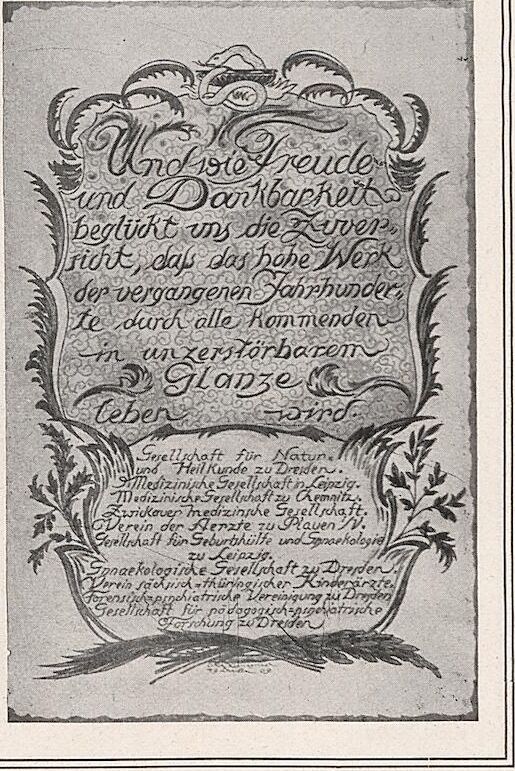 Und wie Freude
und Dankbarkeit
beglückt uns die Zuver-
sicht, daß das hohe Werk
der vergangenen Jahrhunder-
te durch alle kommenden
in unzerstörbarem
Glanze
leben wird.
Gesellschaft für Natur-
und Heilkunde zu Dresden.
Medizinische Gesellschaft in Leipzig.
Medizinische Gesellschaft zu Chemnitz.
Zwickauer medizinische Gesellschaft.
Verein der Aerzte zu Plauen i/V.
Gesellschaft für Geburtshülfe und Gynaekologie
zu Leipzig.
Gynaekologische Gesellschaft zu Dresden.
Verein sächsisch-thüringischer Kinderärzte.
Forensisch-psychiatrische Vereinigung zu Dresden
Gesellschaft für pädogogisch-psychiatrische
Forschung zu Dresden